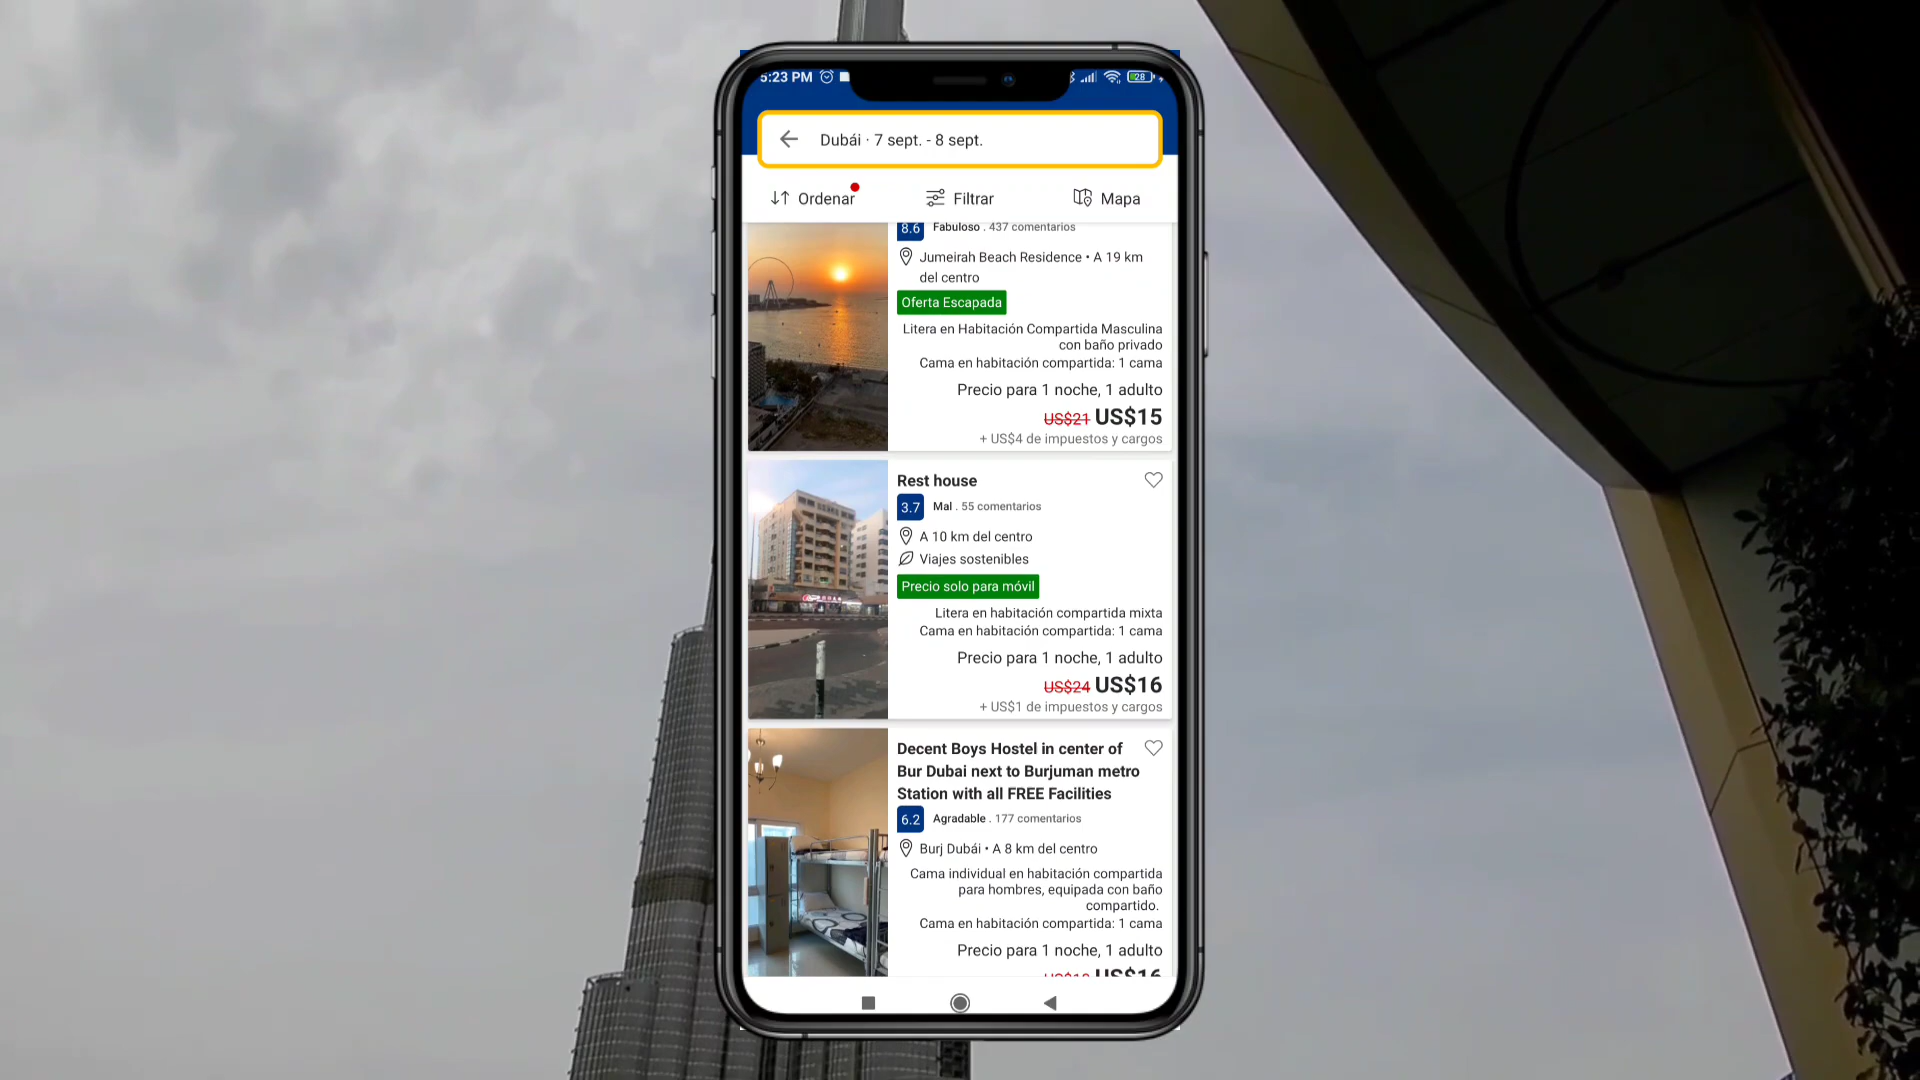 5:23 PM
28
Dubái · 7 sept. - 8 sept.
Ordenar
Filtrar
Mapa
8.6 Fabuloso . 437 comentarios
Jumeirah Beach Residence • A 19 km
del centro
Oferta Escapada
Litera en Habitación Compartida Masculina
con baño privado
Cama en habitación compartida: 1 cama
Precio para 1 noche, 1 adulto
US$21 US$15
+ US$4 de impuestos y cargos
Rest house
3.7 Mal . 55 comentarios
A 10 km del centro
Viajes sostenibles
Precio solo para móvil
Litera en habitación compartida mixta
Cama en habitación compartida: 1 cama
Precio para 1 noche, 1 adulto
US$24 US$16
+ US$1 de impuestos y cargos
Decent Boys Hostel in center of
Bur Dubai next to Burjuman metro
Station with all FREE Facilities
6.2 Agradable . 177 comentarios
Burj Dubái • A 8 km del centro
Cama individual en habitación compartida
para hombres, equipada con baño
compartido.
Cama en habitación compartida: 1 cama
Precio para 1 noche, 1 adulto
US$16